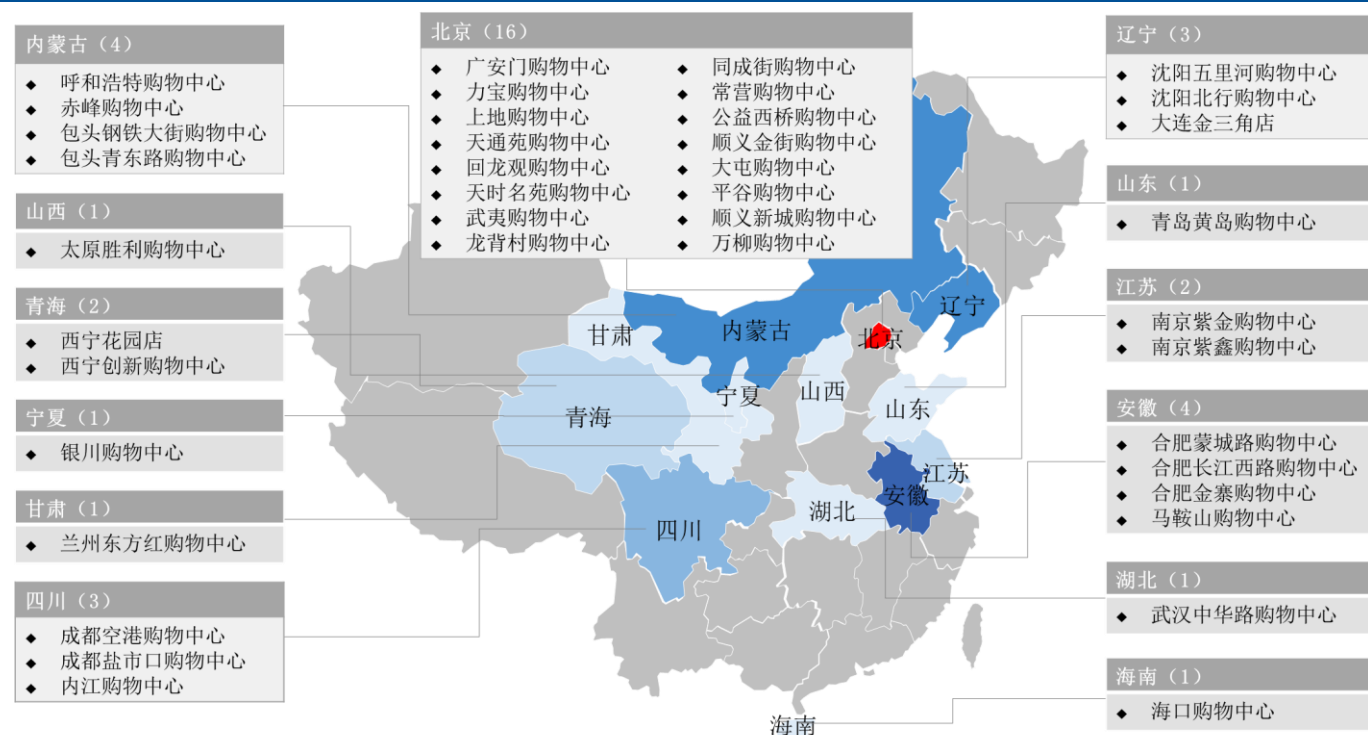 内蒙古（4）
◆ 呼和浩特购物中心
◆ 赤峰购物中心
◆ 包头钢铁大街购物中心
◆ 包头青东路购物中心
山西（1）
◆ 太原胜利购物中心
青海（2）
◆ 西宁花园店
◆ 西宁创新购物中心
宁夏（1）
◆ 银川购物中心
甘肃（1）
◆ 兰州东方红购物中心
四川（3）
◆ 成都空港购物中心
◆ 成都盐市口购物中心
◆ 内江购物中心
北京（16）
◆ 广安门购物中心
◆ 力宝购物中心
◆ 上地购物中心
◆ 天通苑购物中心
◆ 回龙观购物中心
◆ 天时名苑购物中心
◆ 武夷购物中心
◆ 龙背村购物中心
◆ 同成街购物中心
◆ 常营购物中心
◆ 公益西桥购物中心
◆ 顺义金街购物中心
◆ 大屯购物中心
◆ 平谷购物中心
◆ 顺义新城购物中心
◆ 万柳购物中心
辽宁
甘肃
内蒙古
北京
宁夏
山西
青海
山东
江苏
安徽
湖北
四川
海南
辽宁（3）
◆ 沈阳五里河购物中心
◆ 沈阳北行购物中心
◆ 大连金三角店
山东（1）
◆ 青岛黄岛购物中心
江苏（2）
◆ 南京紫金购物中心
◆ 南京紫鑫购物中心
安徽（4）
◆ 合肥蒙城路购物中心
◆ 合肥长江西路购物中心
◆ 合肥金寨购物中心
◆ 马鞍山购物中心
湖北（1）
◆ 武汉中华路购物中心
海南（1）
◆ 海口购物中心